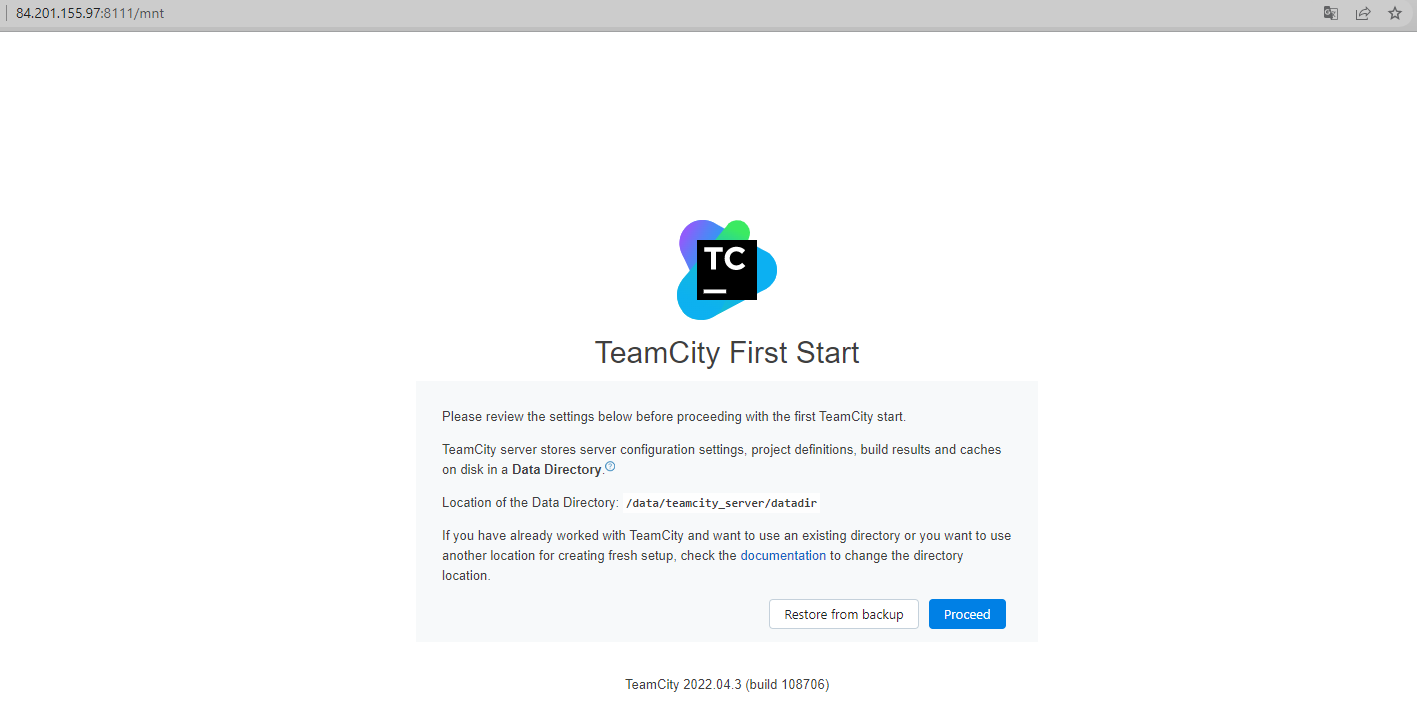 84.201.155.97:8111/mnt
TC
TeamCity First Start
Please review the settings below before proceeding with the first TeamCity start.
TeamCity server stores server configuration settings, project definitions, build results and caches
on disk in a Data Directory.
Location of the Data Directory: /data/teamcity_server/datadir
If you have already worked with TeamCity and want to use an existing directory or you want to use
another location for creating fresh setup, check the documentation to change the directory
location.
Restore from backup Proceed
TeamCity 2022.04.3 (build 108706)